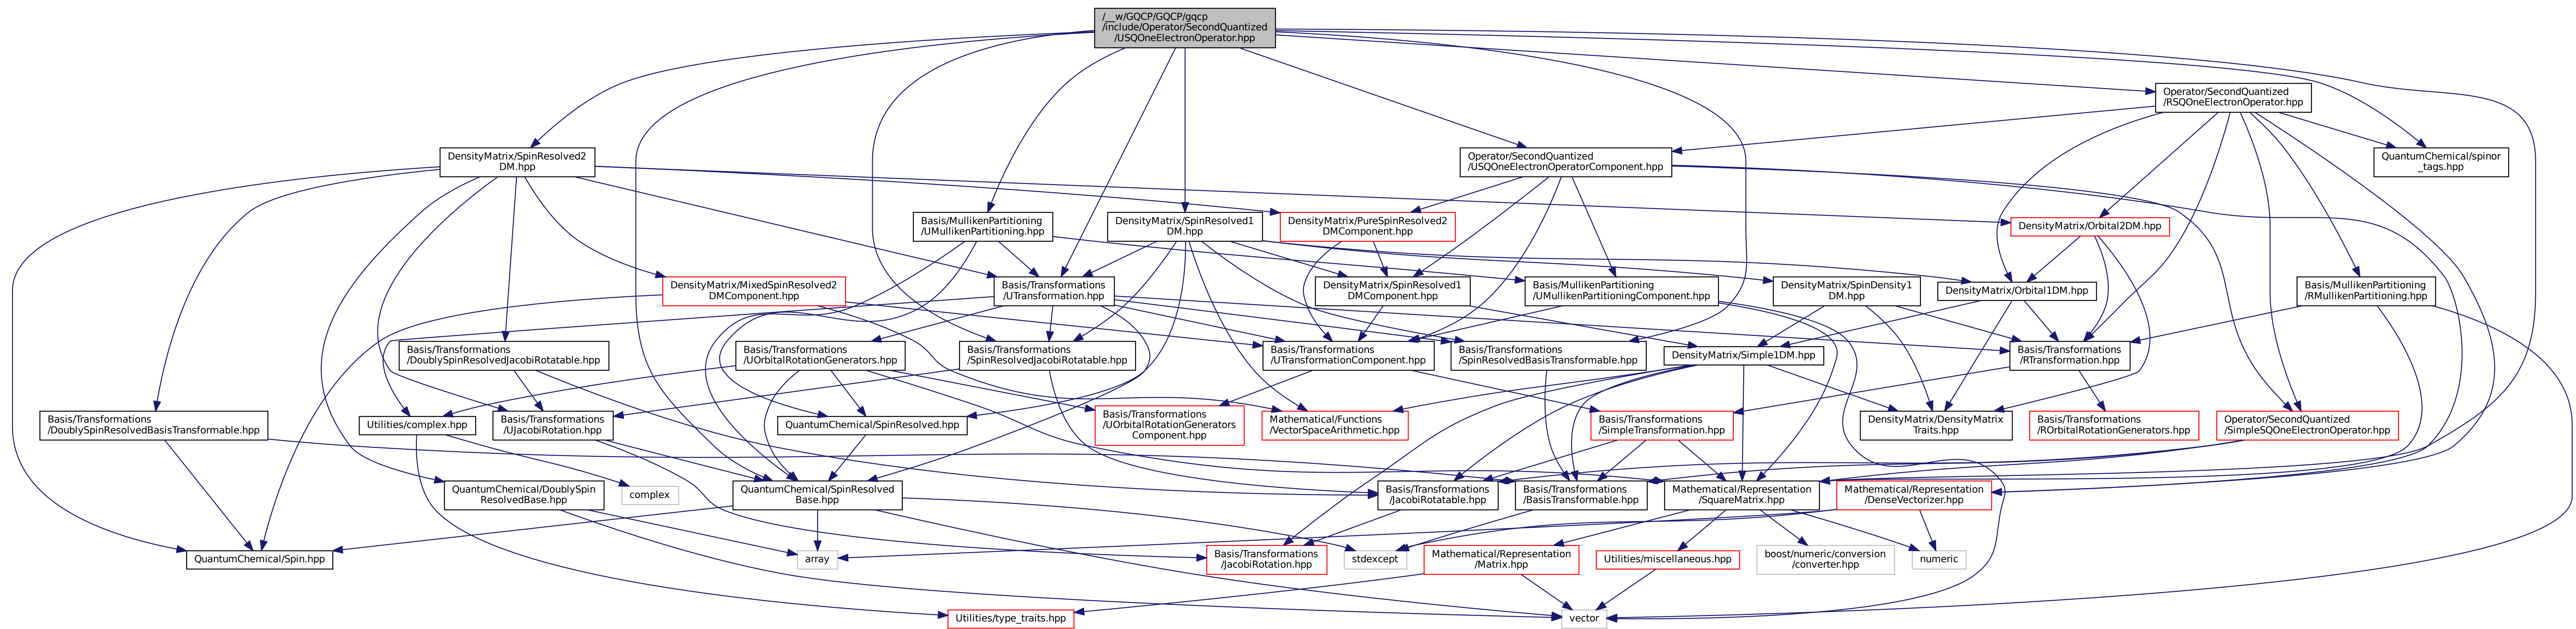 /__w/GQCP/GQCP/gqcp
/include/Operator/SecondQuantized
/USQOneElectronOperator.hpp
Operator/SecondQuantized
/RSQOneElectronOperator.hpp
DensityMatrix/SpinResolved2
DM.hpp
Operator/SecondQuantized
/USQOneElectronOperatorComponent.hpp
QuantumChemical/spinor
_tags.hpp
Basis/MullikenPartitioning
/UMullikenPartitioning.hpp
DensityMatrix/SpinResolved1
DM.hpp
DensityMatrix/PureSpinResolved2
DMComponent.hpp
DensityMatrix/Orbital2DM.hpp
DensityMatrix/MixedSpinResolved2
DMComponent.hpp
Basis/Transformations
/UTransformation.hpp
DensityMatrix/SpinResolved1
DMComponent.hpp
Basis/MullikenPartitioning
/UMullikenPartitioningComponent.hpp
DensityMatrix/SpinDensity1
DM.hpp
DensityMatrix/Orbital1DM.hpp
Basis/MullikenPartitioning
/RMullikenPartitioning.hpp
Basis/Transformations
/DoublySpinResolvedJacobiRotatable.hpp
Basis/Transformations
/UOrbitalRotationGenerators.hpp
Basis/Transformations
/SpinResolvedJacobiRotatable.hpp
Basis/Transformations
/UTransformationComponent.hpp
Basis/Transformations
/SpinResolvedBasisTransformable.hpp
DensityMatrix/Simple1DM.hpp
Basis/Transformations
/RTransformation.hpp
Basis/Transformations
/DoublySpinResolvedBasisTransformable.hpp
Utilities/complex.hpp
Basis/Transformations
/UJacobiRotation.hpp
QuantumChemical/SpinResolved.hpp
Basis/Transformations
/UOrbitalRotationGenerators
Component.hpp
Mathematical/Functions
/VectorSpaceArithmetic.hpp
Basis/Transformations
/SimpleTransformation.hpp
DensityMatrix/DensityMatrix
Traits.hpp
Basis/Transformations
/ROrbitalRotationGenerators.hpp
Operator/SecondQuantized
/SimpleSQOneElectronOperator.hpp
QuantumChemical/DoublySpin
ResolvedBase.hpp
complex
QuantumChemical/SpinResolved
Base.hpp
Basis/Transformations
/JacobiRotatable.hpp
Basis/Transformations
/BasisTransformable.hpp
Mathematical/Representation
/SquareMatrix.hpp
Mathematical/Representation
/DenseVectorizer.hpp
QuantumChemical/Spin.hpp
array
Basis/Transformations
/JacobiRotation.hpp
stdexcept
Mathematical/Representation
/Matrix.hpp
Utilities/miscellaneous.hpp
boost/numeric/conversion
/converter.hpp
numeric
Utilities/type_traits.hpp
vector